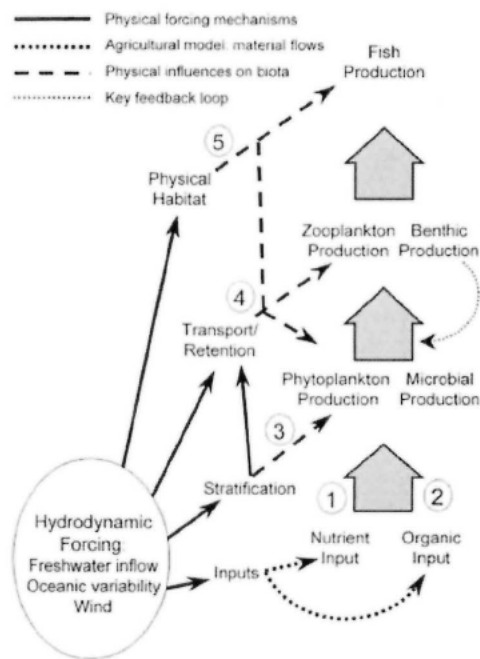 Physical forcing mechanisms
Agricultural model: material flows
Physical influences on biota
Key feedback loop
Fish
Production
5
Physical
Habitat
Zooplankton
Production
Benthic
Production
4
Transport/
Retention
Phytoplankton
Production
Microbial
Production
3
Stratification
1
2
Hydrodynamic
Forcing
Freshwater inflow
Oceanic variability
Wind
Inputs
Nutrient
Input
Organic
Input